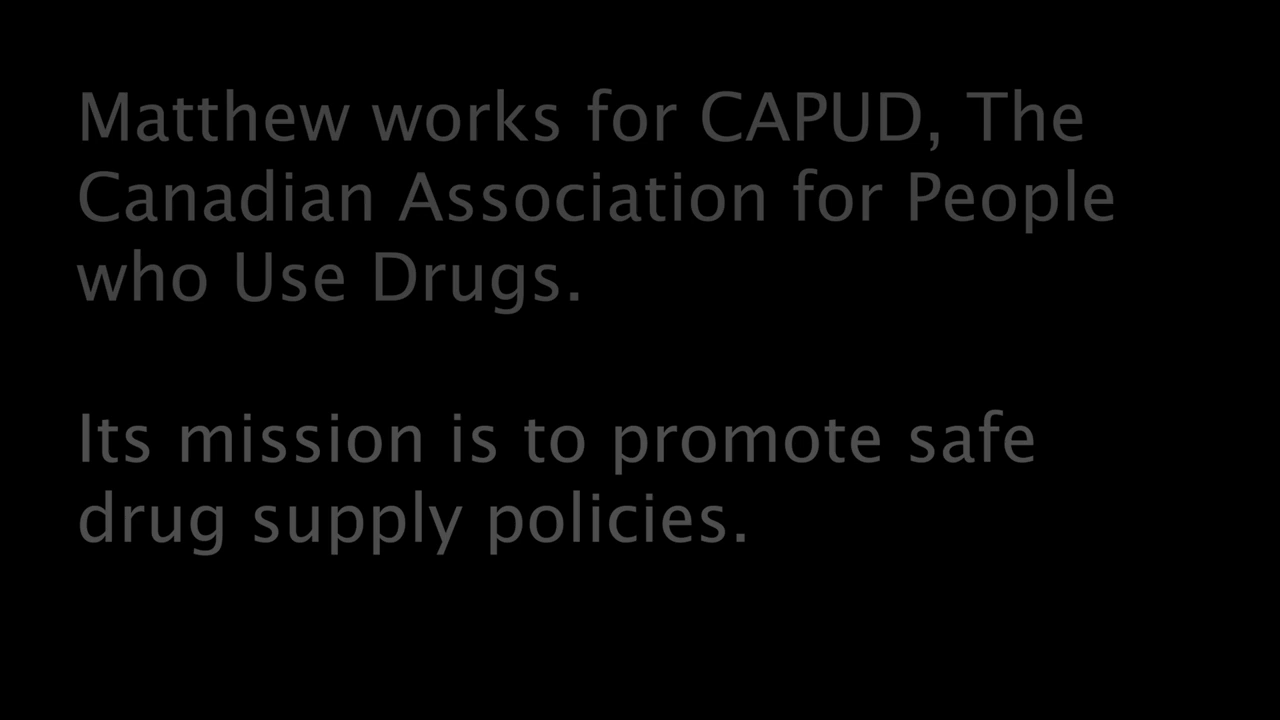 Matthew works for CAPUD, The
Canadian Association for People
who Use Drugs.
Its mission is to promote safe
drug supply policies.